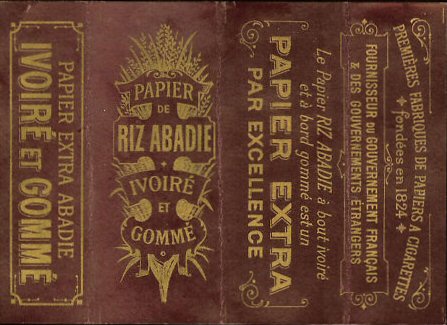 PAPIER EXTRA ABADIE
IVOIRÉ ET GOMMÉ
PAPIER
DE
RIZ ABADIE
IVOIRÉ
ET
GOMMÉ
Le Papier RIZ ABADIE à bout ivoiré
et à bord gommé est un
PAPIER EXTRA
PAR EXCELLENCE
PREMIÈRES FABRIQUES DE PAPIERS A CIGARETTES
fondées en 1824
FOURNISSEUR DU GOUVERNEMENT FRANÇAIS
& DES GOUVERNEMENTS ÉTRANGERS